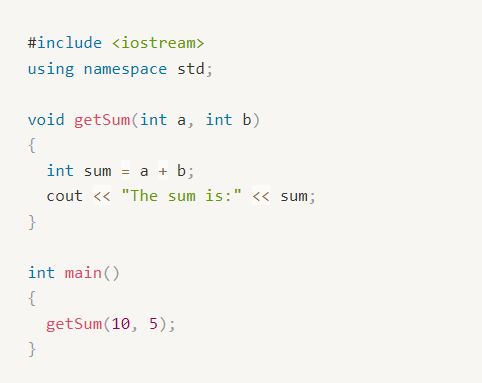 #include <iostream>
using namespace std;

void getSum(int a, int b)
{
  int sum = a + b;
  cout << "The sum is:" << sum;
}

int main()
{
  getSum(10, 5);
}